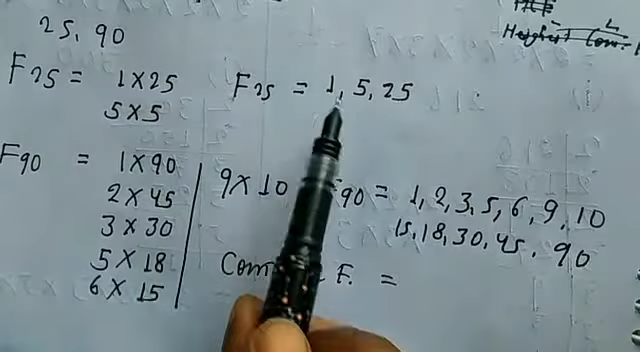 25, 90
Highest Com.
F25 = 1×25
5×5
F25 = 1, 5, 25
F90 = 1×90
2×45
3×30
5×18
6×15
9×10
90 = 1, 2, 3, 5, 6, 9, 10
15, 18, 30, 45, 90
Com F. =